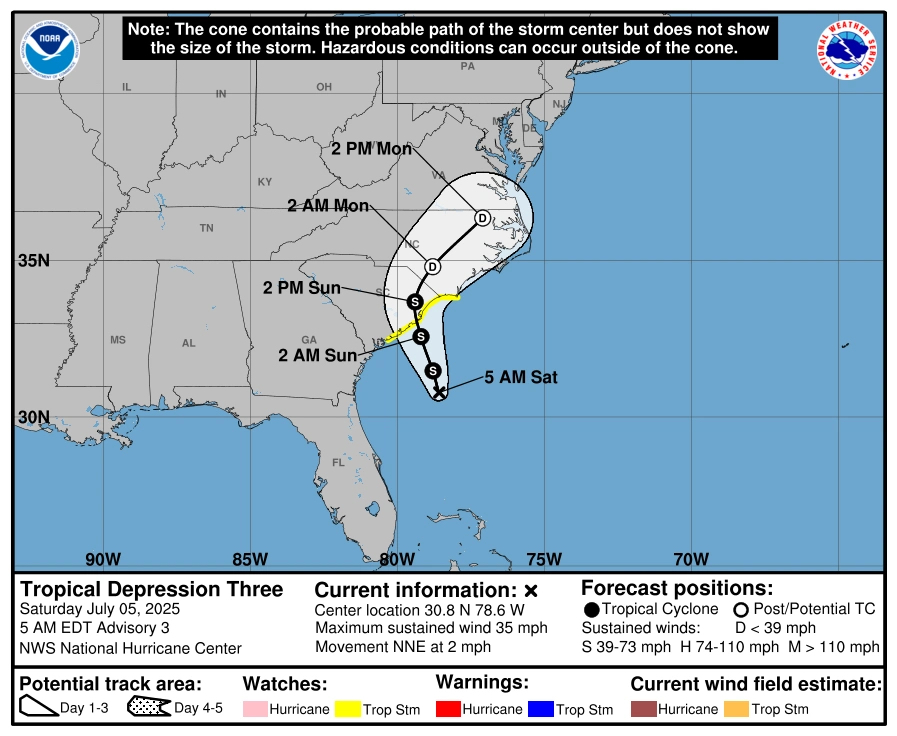 Note: The cone contains the probable path of the storm center but does not show
the size of the storm. Hazardous conditions can occur outside of the cone.
NOAA
NATIONAL WEATHER SERVICE
PA
IL
IN
OH
NJ
DE
2 PM Mon
VA
KY
2 AM Mon
D
TN
NC
35N
D
2 PM Sun
SC
S
MS
AL
GA
S
2 AM Sun
S
5 AM Sat
30N
FL
90W
85W
80W
75W
70W
Tropical Depression Three
Saturday July 05, 2025
5 AM EDT Advisory 3
NWS National Hurricane Center
Current information: ×
Center location 30.8 N 78.6 W
Maximum sustained wind 35 mph
Movement NNE at 2 mph
Forecast positions:
Tropical Cyclone Post/Potential TC
Sustained winds: D < 39 mph
S 39-73 mph H 74-110 mph M > 110 mph
Potential track area:
Day 1-3 Day 4-5
Watches:
Hurricane Trop Stm
Warnings:
Hurricane Trop Stm
Current wind field estimate:
Hurricane Trop Stm